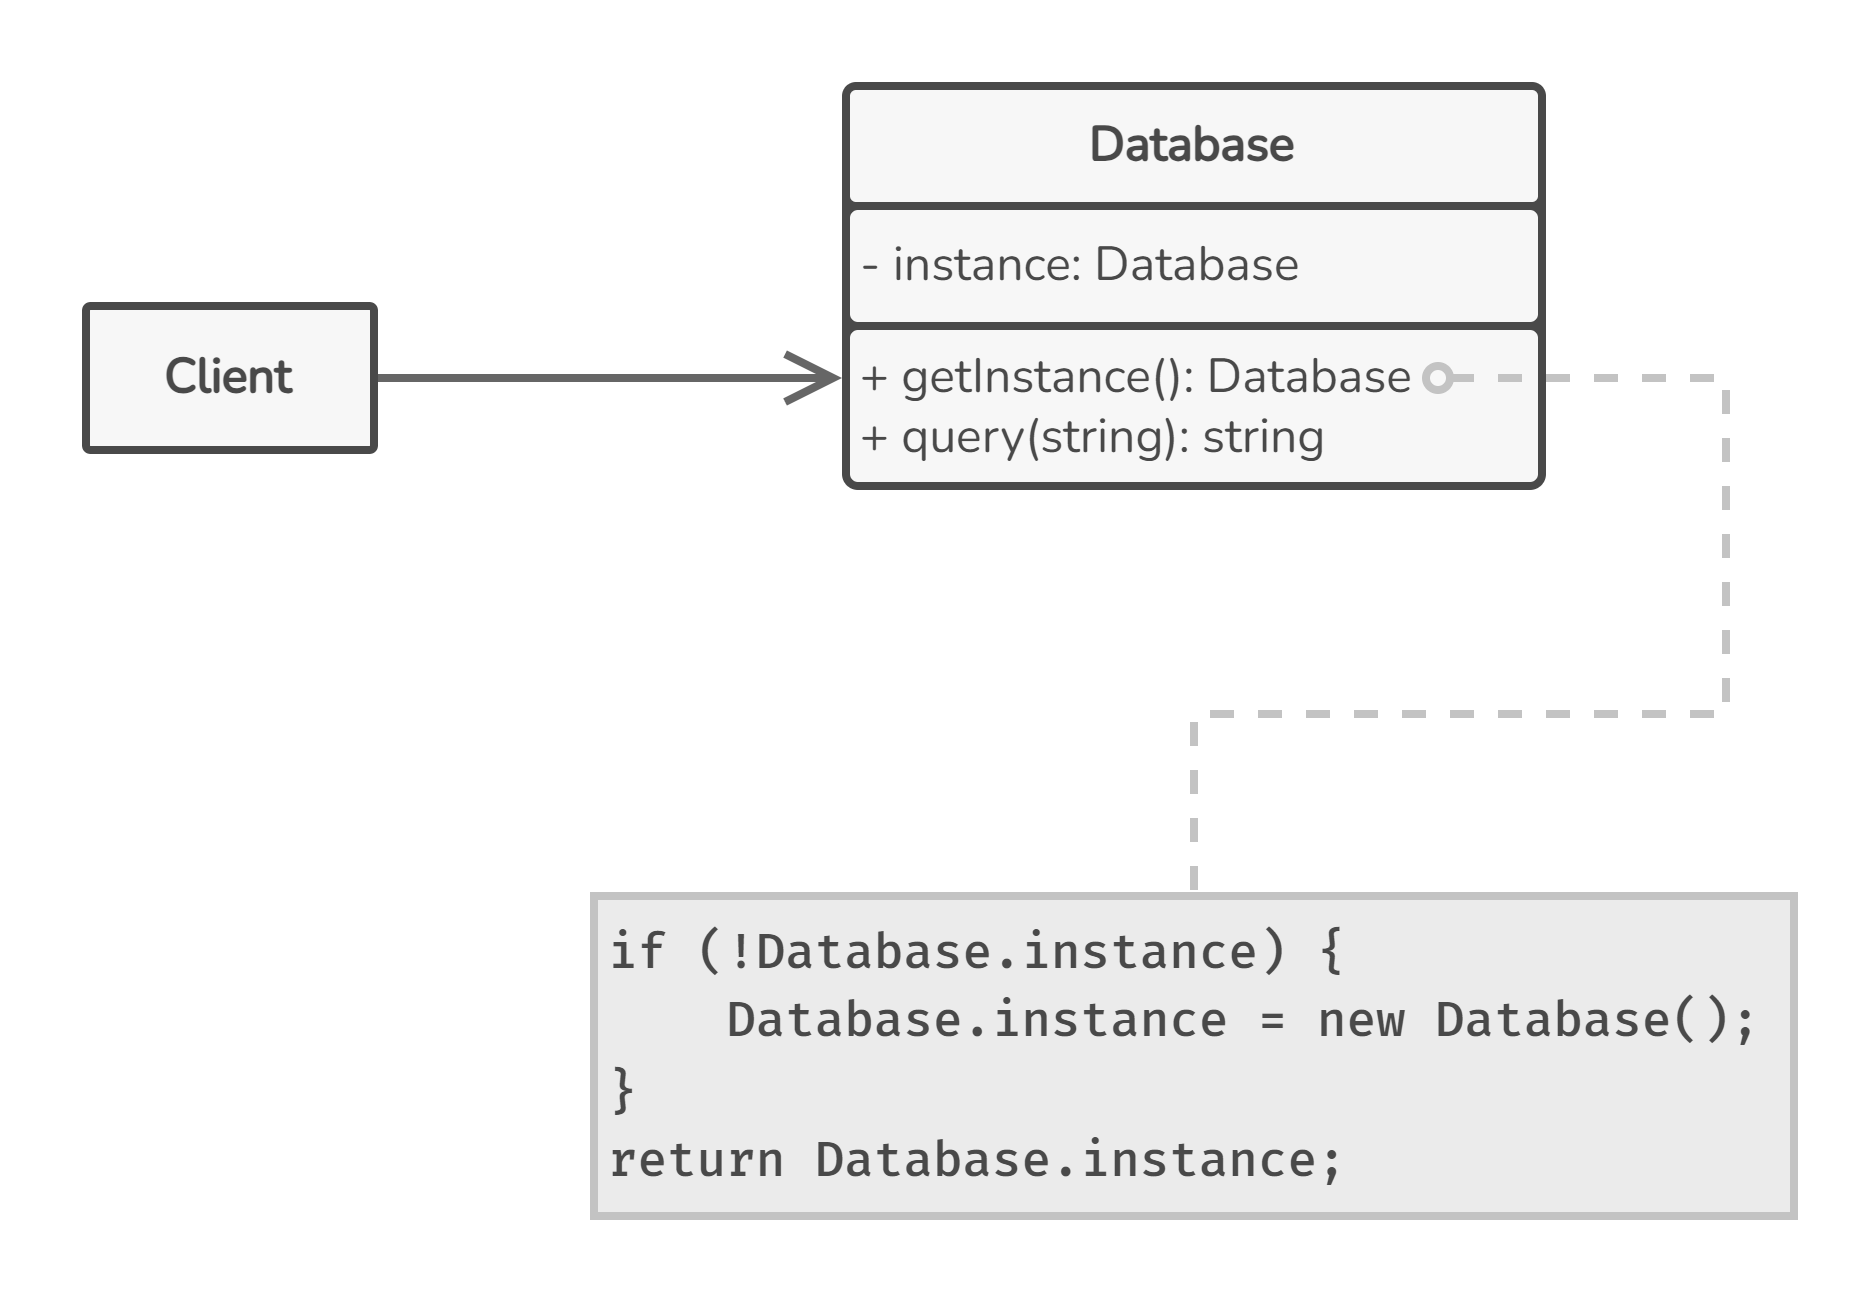 Database
- instance: Database
Client
+ getInstance(): Database
+ query(string): string
if (!Database.instance) {
    Database.instance = new Database();
}
return Database.instance;